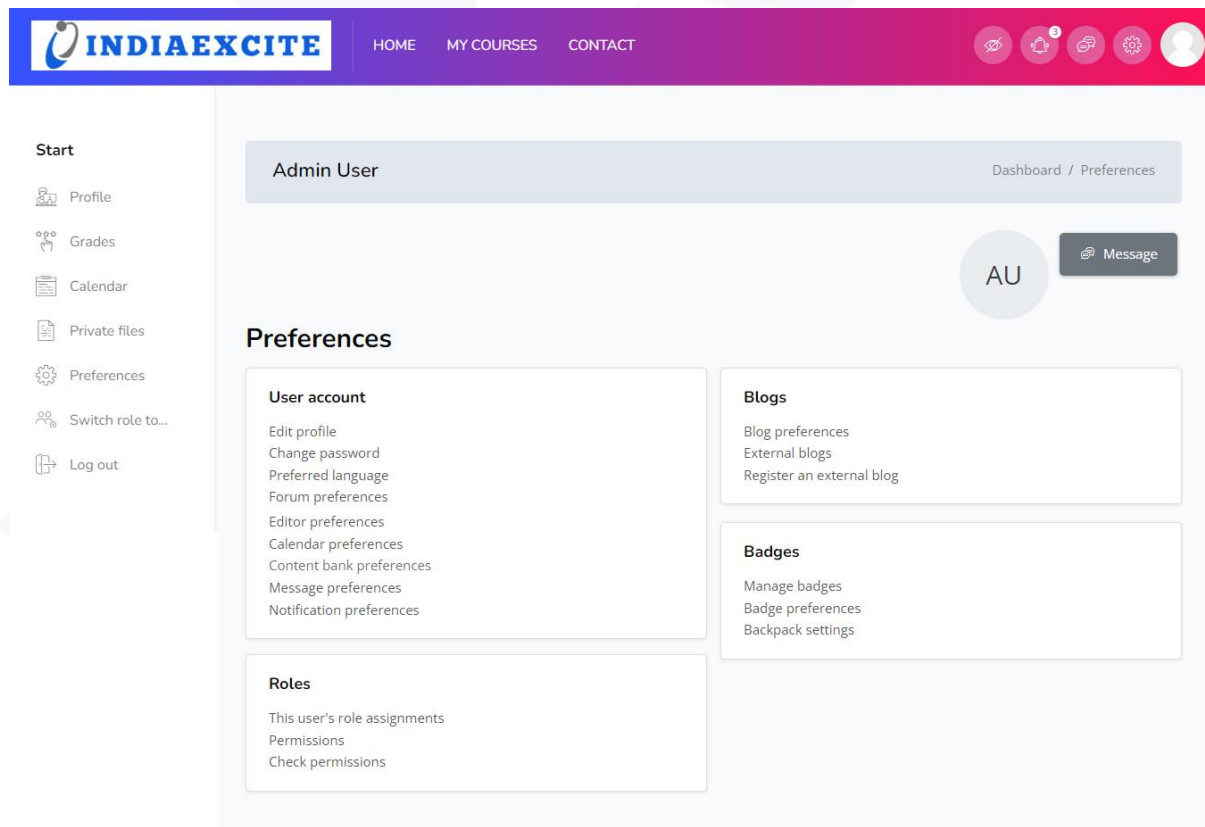 INDIAEXCITE
HOME MY COURSES CONTACT
3
Start
Profile
Grades
Calendar
Private files
Preferences
Switch role to...
Log out
Admin User
Dashboard / Preferences
AU
Message
Preferences
User account
Edit profile
Change password
Preferred language
Forum preferences
Editor preferences
Calendar preferences
Content bank preferences
Message preferences
Notification preferences
Roles
This user's role assignments
Permissions
Check permissions
Blogs
Blog preferences
External blogs
Register an external blog
Badges
Manage badges
Badge preferences
Backpack settings